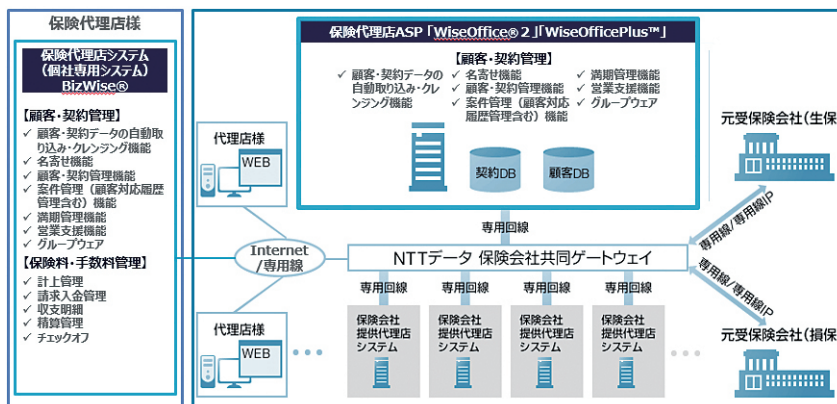 保険代理店様
保険代理店システム
（個社専用システム）
BizWise®
【顧客・契約管理】
✓ 顧客・契約データの自動取
り込み・クレンジング機能
✓ 名寄せ機能
✓ 顧客・契約管理機能
✓ 案件管理（顧客対応履歴
管理含む）機能
✓ 満期管理機能
✓ 営業支援機能
✓ グループウェア
【保険料・手数料管理】
✓ 計上管理
✓ 請求入金管理
✓ 収支明細
✓ 精算管理
✓ チェックオフ
保険代理店ASP「WiseOffice®2」「WiseOfficePlus™」
【顧客・契約管理】
✓ 顧客・契約データの
自動取り込み・クレ
ンジング機能
✓ 名寄せ機能
✓ 顧客・契約管理機能
✓ 案件管理（顧客対応
履歴管理含む）機能
✓ 満期管理機能
✓ 営業支援機能
✓ グループウェア
契約DB
顧客DB
代理店様
WEB
Internet
/専用線
代理店様
WEB
専用回線
NTTデータ 保険会社共同ゲートウェイ
専用回線
専用回線
専用回線
専用回線
保険会社
提供代理店
システム
保険会社
提供代理店
システム
保険会社
提供代理店
システム
保険会社
提供代理店
システム
元受保険会社（生保
専用線/専用線IP
専用線/専用線IP
元受保険会社（損保